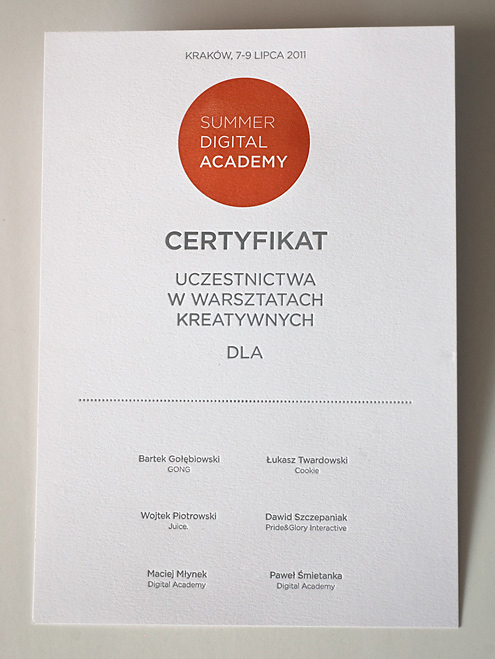 KRAKÓW, 7-9 LIPCA 2011
SUMMER
DIGITAL
ACADEMY
CERTYFIKAT
UCZESTNICTWA
W WARSZTATACH
KREATYWNYCH
DLA
Bartek Gołębiowski
GONG
Łukasz Twardowski
Cookie
Wojtek Piotrowski
Juice.
Dawid Szczepaniak
Pride&Glory Interactive
Maciej Młynek
Digital Academy
Paweł Śmietanka
Digital Academy